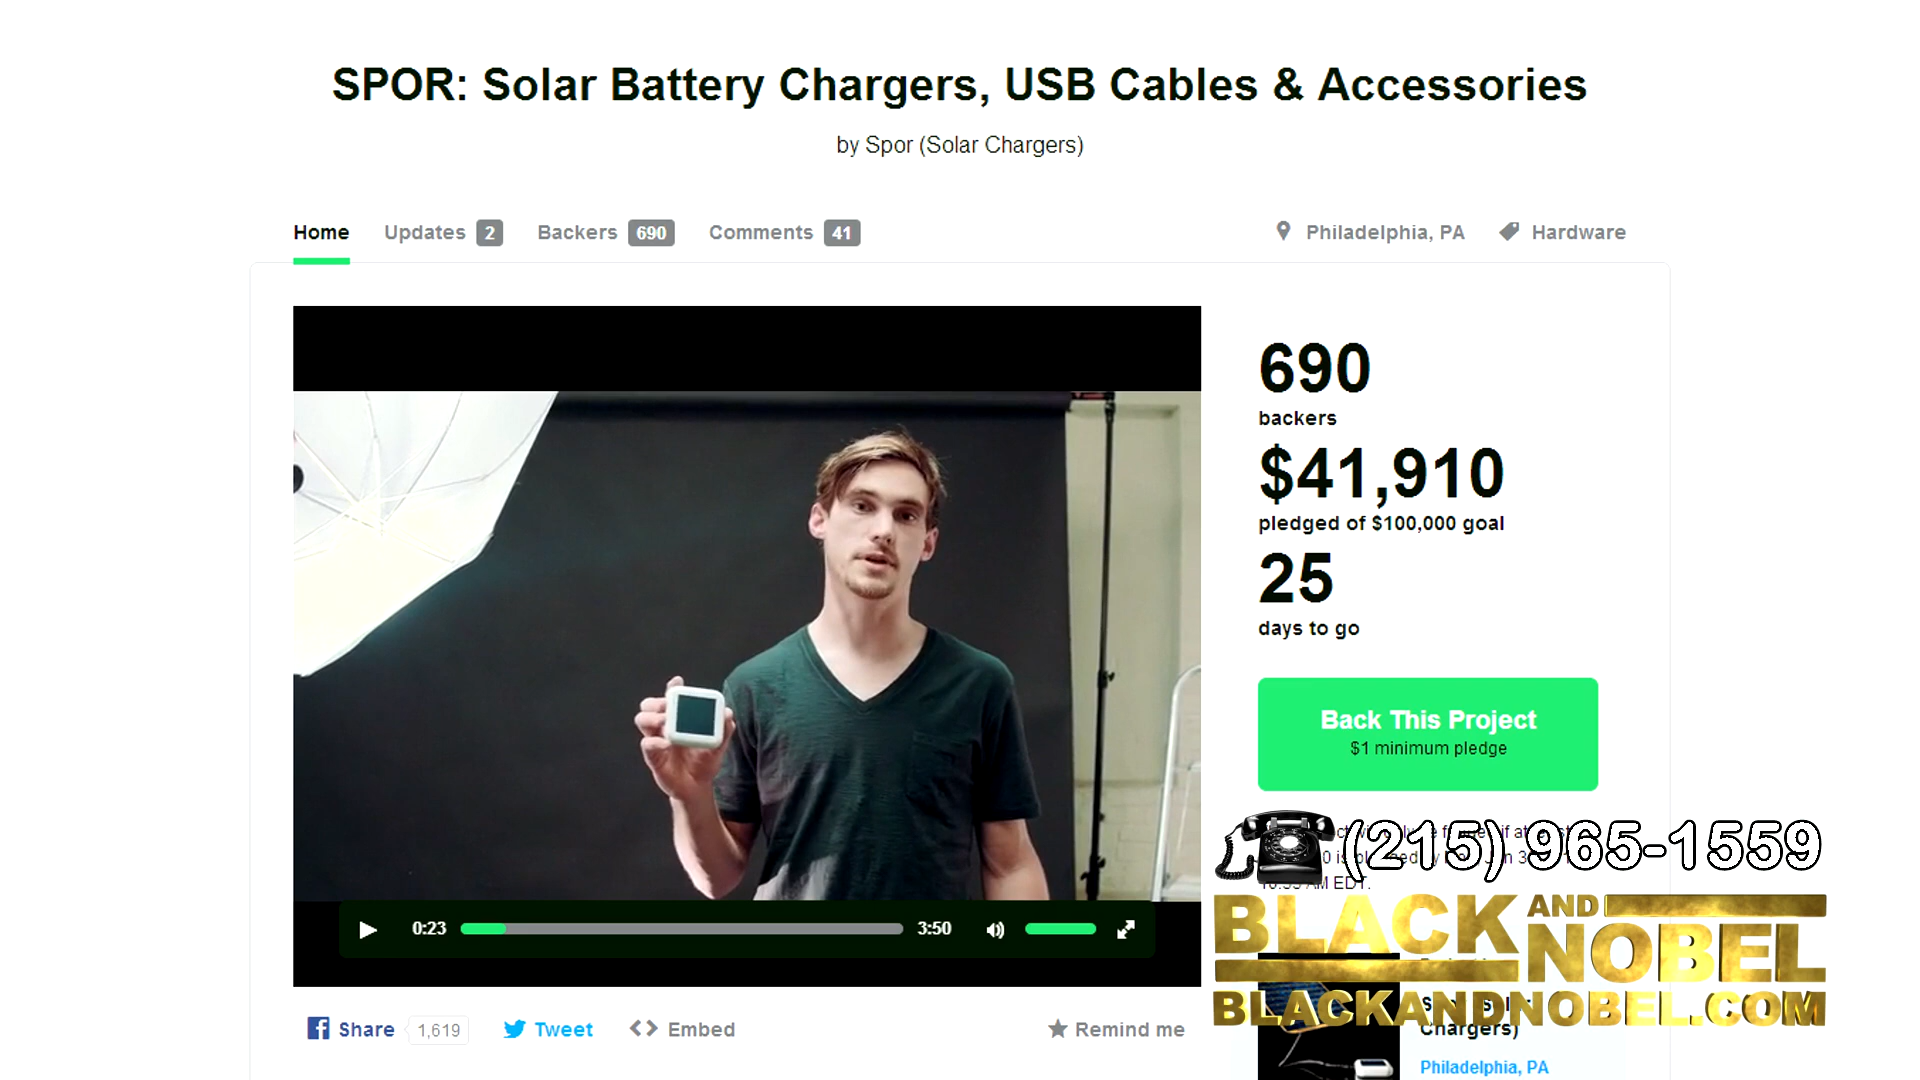 SPOR: Solar Battery Chargers, USB Cables & Accessories
by Spor (Solar Chargers)
Home Updates 2 Backers 690 Comments 41 Philadelphia, PA Hardware
690
backers
$41,910
pledged of $100,000 goal
25
days to go
Back This Project
$1 minimum pledge
(215) 965-1559
AM EDT.
BLACK AND NOBEL
BLACKANDNOBEL.COM
0:23 3:50
Share 1,619 Tweet Embed Remind me
Chargers)
Philadelphia, PA